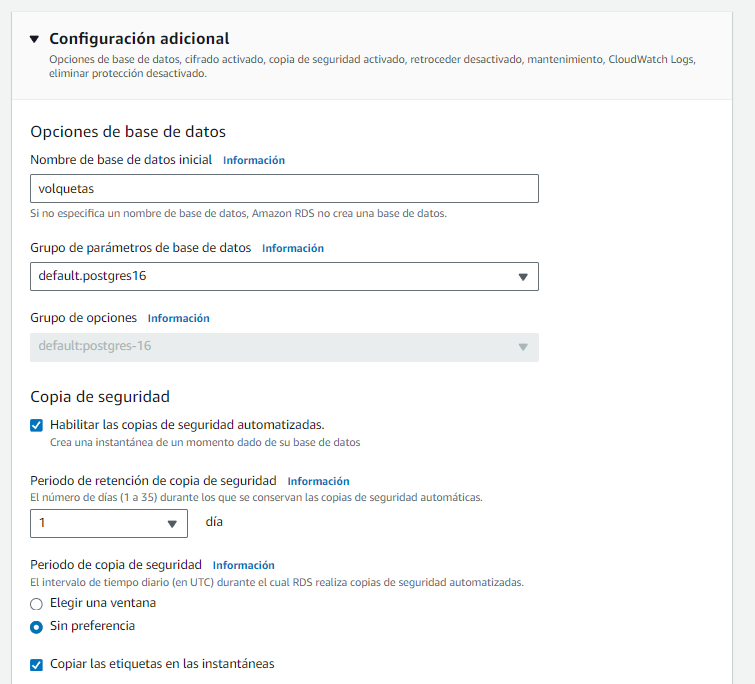 Configuración adicional
Opciones de base de datos, cifrado activado, copia de seguridad activado, retroceder desactivado, mantenimiento, CloudWatch Logs,
eliminar protección desactivado.
Opciones de base de datos
Nombre de base de datos inicial Información
volquetas
Si no especifica un nombre de base de datos, Amazon RDS no crea una base de datos.
Grupo de parámetros de base de datos Información
default.postgres16
Grupo de opciones Información
default:postgres-16
Copia de seguridad
Habilitar las copias de seguridad automatizadas.
Crea una instantánea de un momento dado de su base de datos
Periodo de retención de copia de seguridad Información
El número de días (1 a 35) durante los que se conservan las copias de seguridad automáticas.
1 día
Periodo de copia de seguridad Información
El intervalo de tiempo diario (en UTC) durante el cual RDS realiza copias de seguridad automatizadas.
Elegir una ventana
Sin preferencia
Copiar las etiquetas en las instantáneas